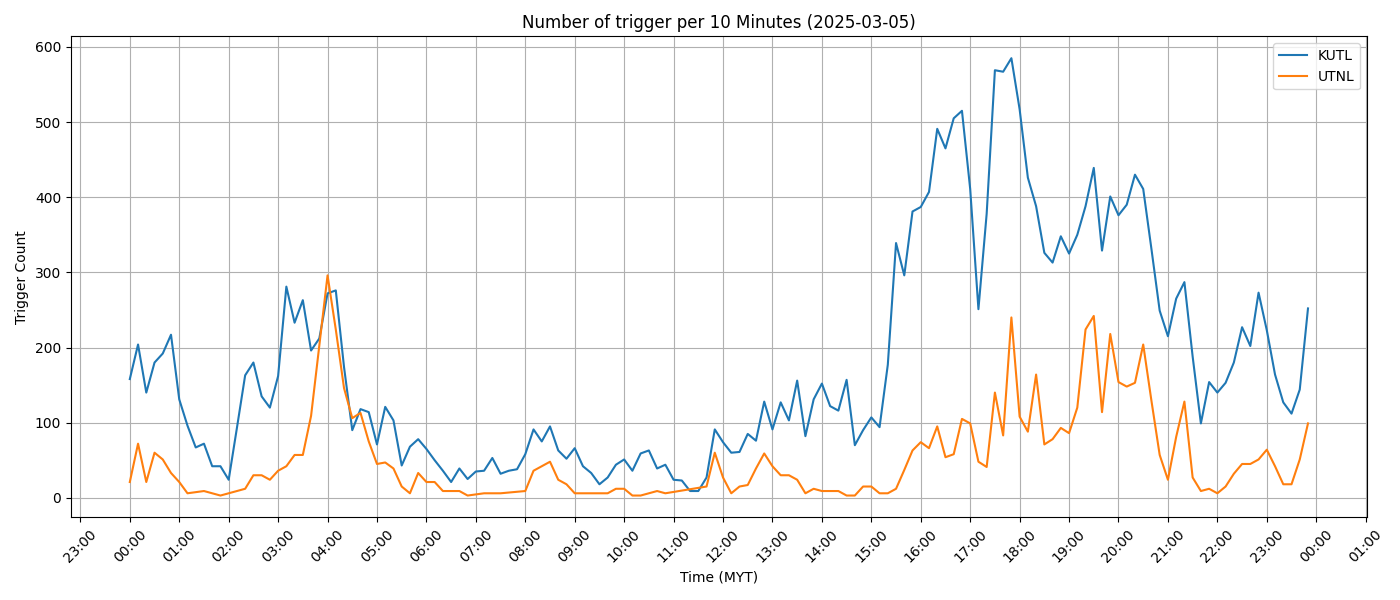 Number of trigger per 10 Minutes (2025-03-05)
KUTL
UTNL
Trigger Count
600
500
400
300
200
100
0
23:00 00:00 01:00 02:00 03:00 04:00 05:00 06:00 07:00 08:00 09:00 10:00 11:00 12:00 13:00 14:00 15:00 16:00 17:00 18:00 19:00 20:00 21:00 22:00 23:00 00:00 01:00
Time (MYT)